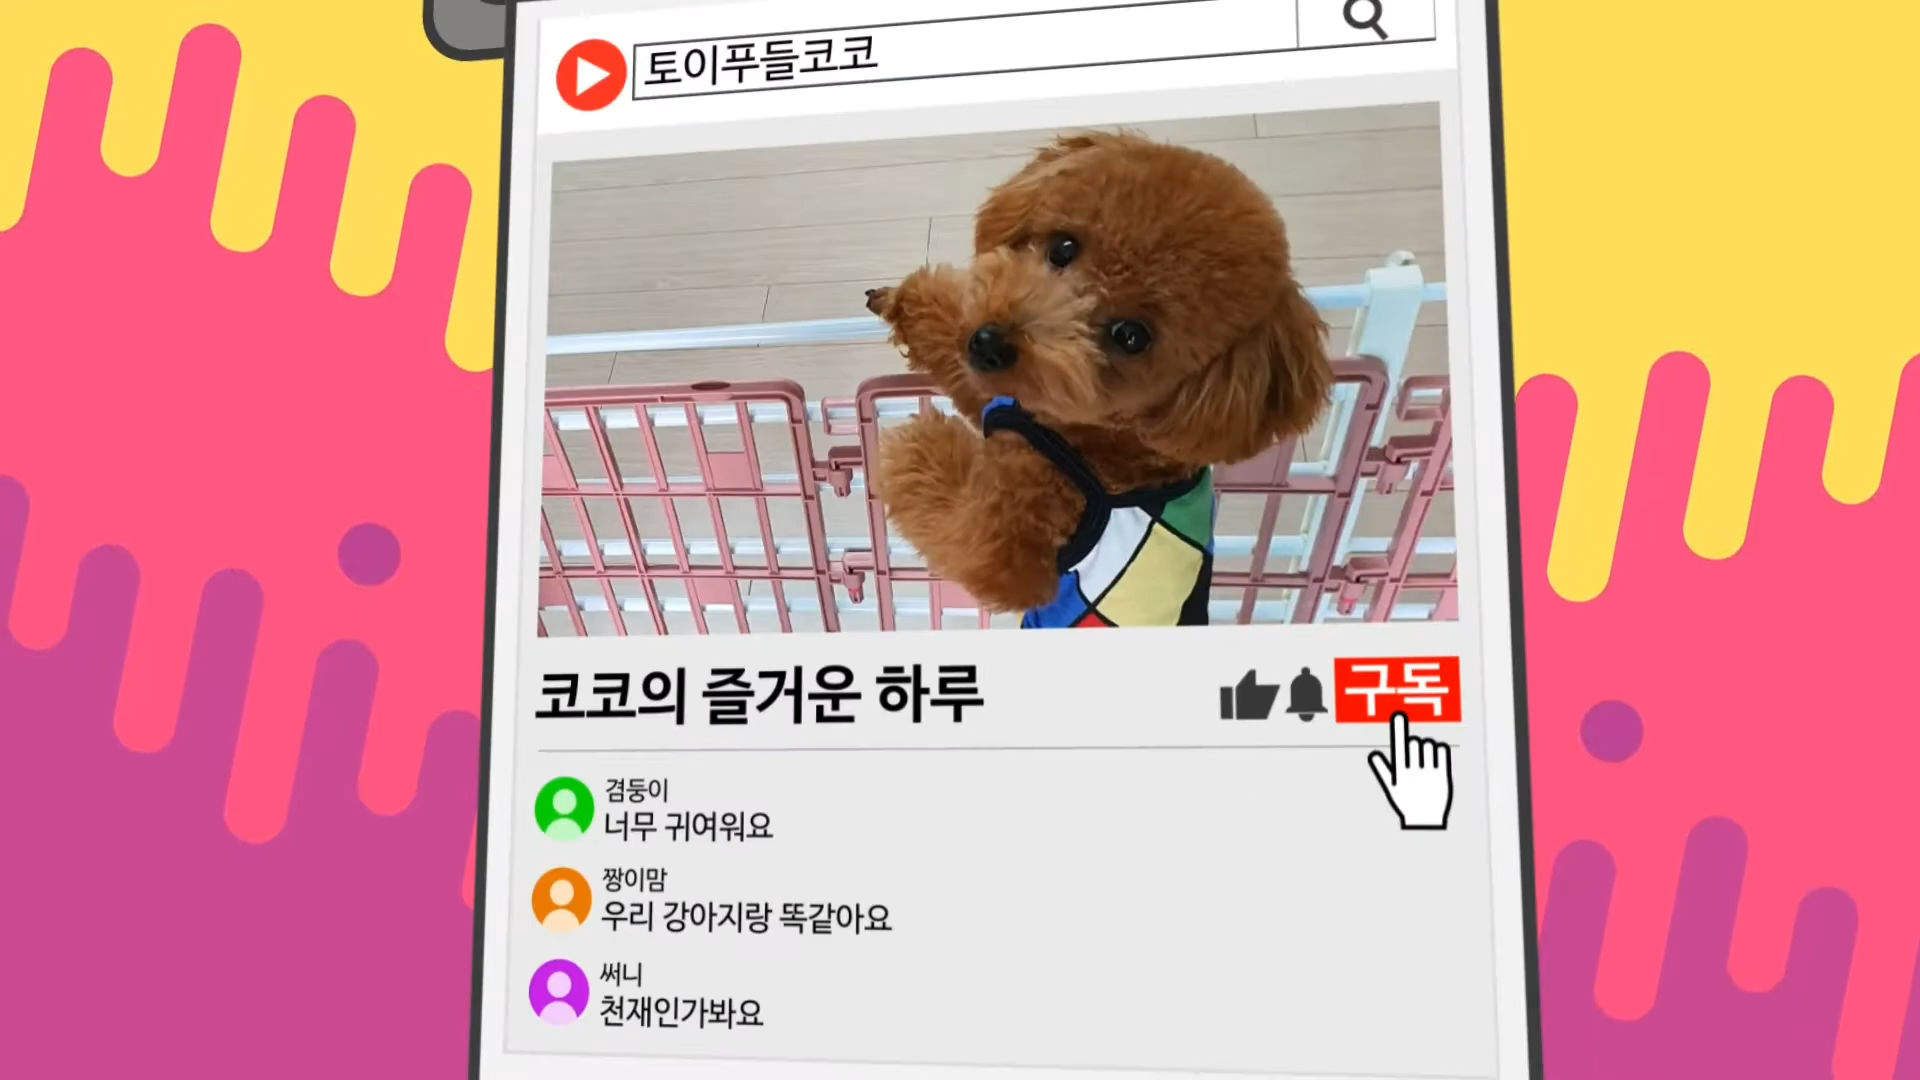 토이푸들코코
코코의 즐거운 하루
구독
겸둥이
너무 귀여워요
짱이맘
우리 강아지랑 똑같아요
써니
천재인가봐요